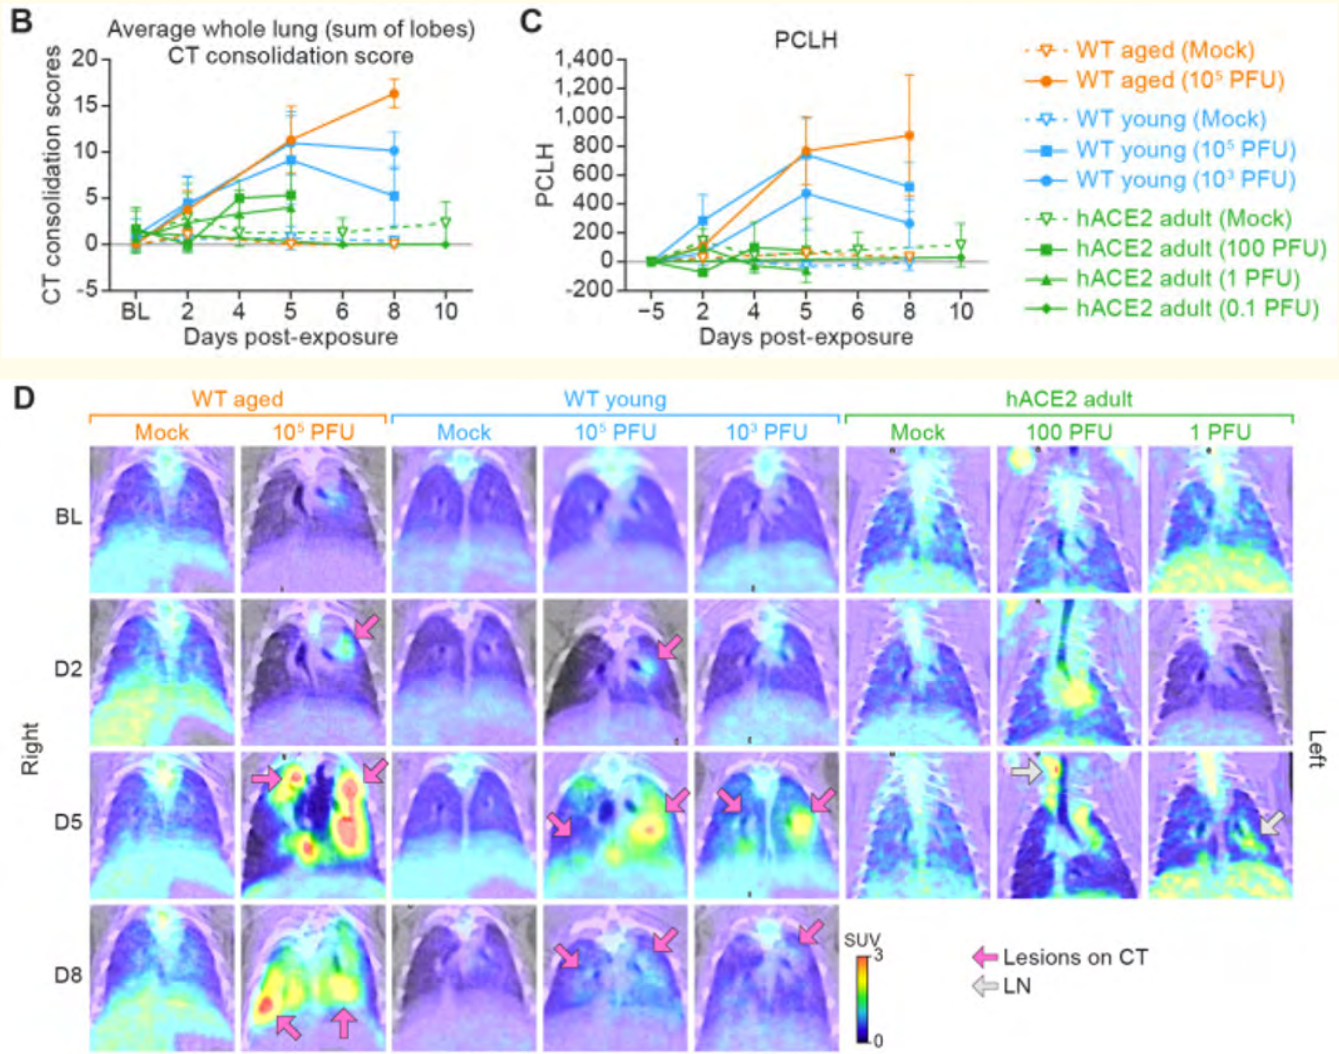 B
Average whole lung (sum of lobes)
CT consolidation score
CT consolidation scores
20
15
10
5
0
-5
BL 2 4 5 6 8 10
Days post-exposure
C
PCLH
PCLH
1,400
1,200
1,000
800
600
400
200
0
-200
−5 2 4 5 6 8 10
Days post-exposure
WT aged (Mock)
WT aged (10⁵ PFU)
WT young (Mock)
WT young (10⁵ PFU)
WT young (10³ PFU)
hACE2 adult (Mock)
hACE2 adult (100 PFU)
hACE2 adult (1 PFU)
hACE2 adult (0.1 PFU)
D
WT aged WT young hACE2 adult
Mock 10⁵ PFU Mock 10⁵ PFU 10³ PFU Mock 100 PFU 1 PFU
BL
D2
D5
D8
Right
Left
SUV
3
0
Lesions on CT
LN